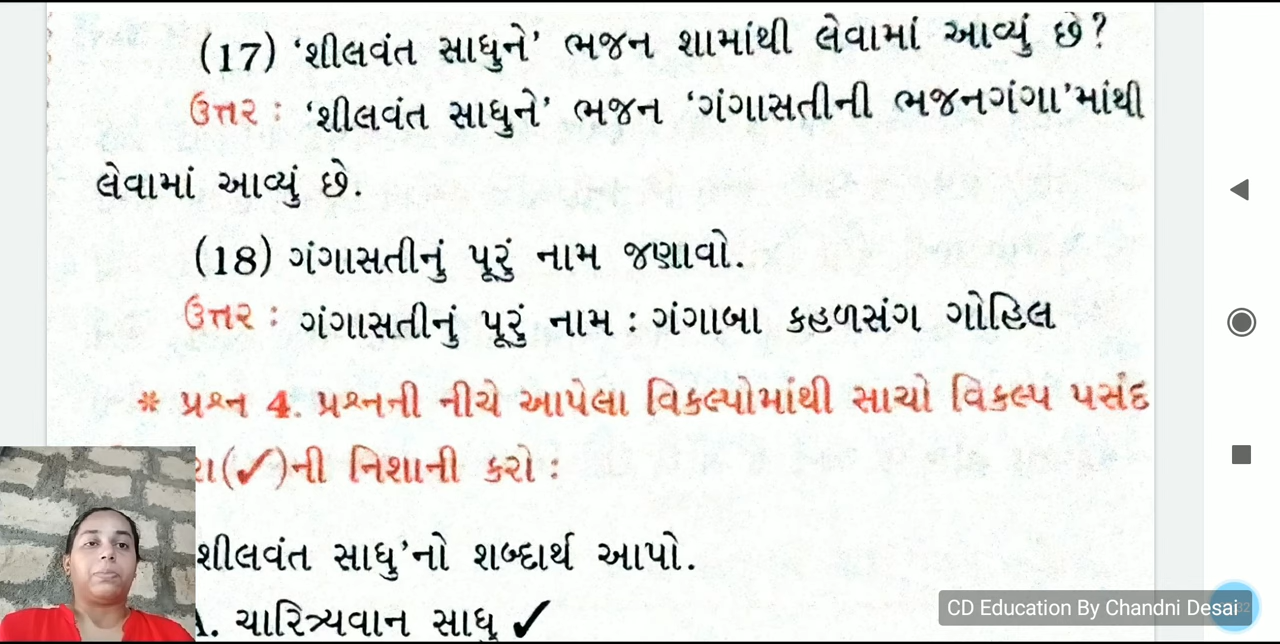 (17) ‘શીલવંત સાધુને’ ભજન શામાંથી લેવામાં આવ્યું છે?
ઉત્તર : ‘શીલવંત સાધુને’ ભજન ‘ગંગાસતીની ભજનગંગા’માંથી
લેવામાં આવ્યું છે.
(18) ગંગાસતીનું પૂરું નામ જણાવો.
ઉત્તર : ગંગાસતીનું પૂરું નામ : ગંગાબા કહળસંગ ગોહિલ
* પ્રશ્ન 4. પ્રશ્નની નીચે આપેલા વિકલ્પોમાંથી સાચો વિકલ્પ પસંદ
(✓)ની નિશાની કરો :
શીલવંત સાધુ’નો શબ્દાર્થ આપો.
A. ચારિત્ર્યવાન સાધુ ✓
CD Education By Chandni Desai